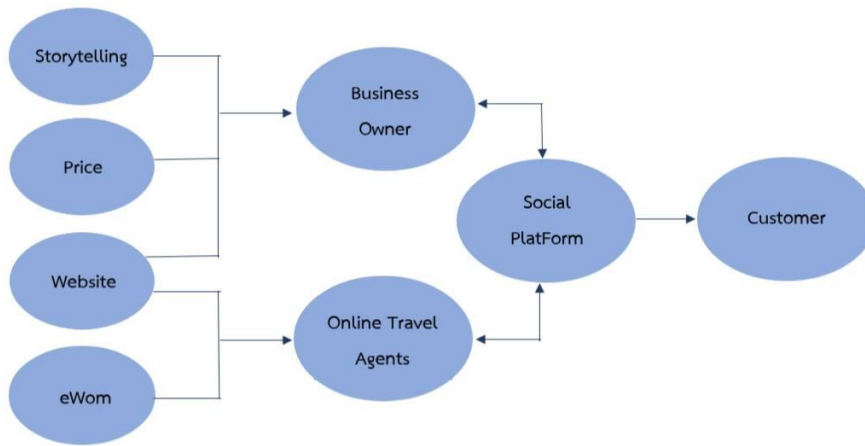 Storytelling
Price
Website
eWom
Business
Owner
Online Travel
Agents
Social
PlatForm
Customer